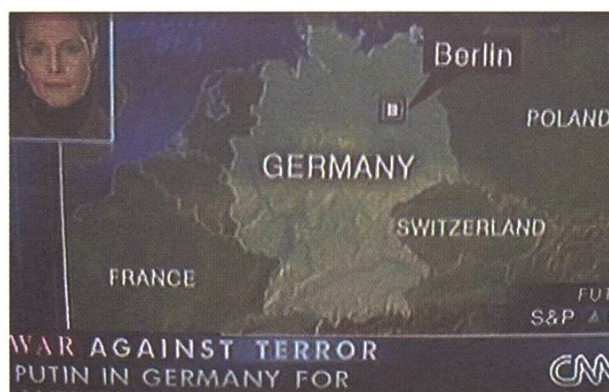 Berlin
POLAND
GERMANY
SWITZERLAND
FRANCE
S&P
WAR AGAINST TERROR
PUTIN IN GERMANY FOR
CNN